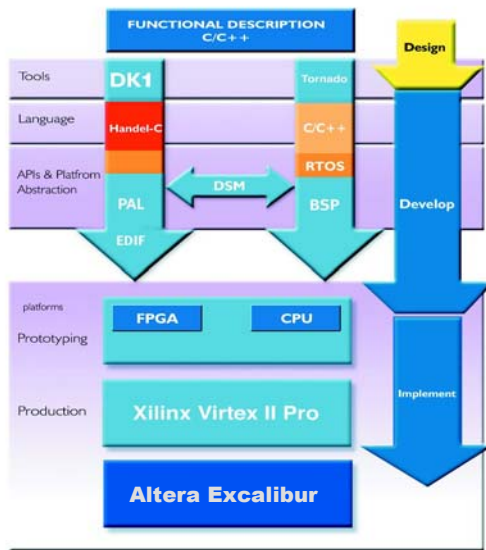 FUNCTIONAL DESCRIPTION
C/C++
Design
Tools
DK1
Tornado
Language
Handel-C
C/C++
APIs & Platfrom
Abstraction
RTOS
DSM
PAL
BSP
Develop
EDIF
platforms
FPGA
CPU
Prototyping
Implement
Production
Xilinx Virtex II Pro
Altera Excalibur